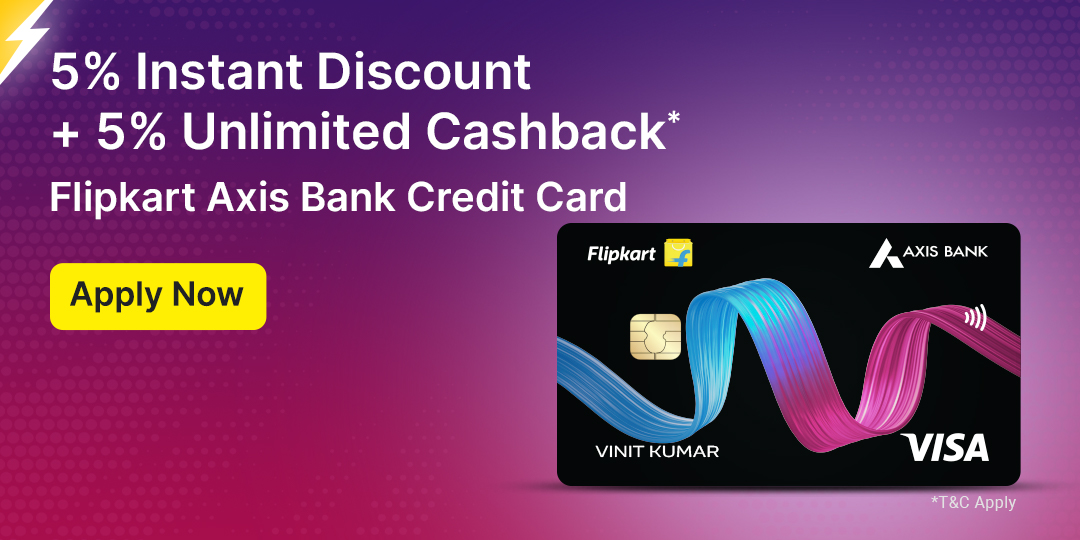 5% Instant Discount
+ 5% Unlimited Cashback*
Flipkart Axis Bank Credit Card
Apply Now
Flipkart
AXIS BANK
VINIT KUMAR
VISA
*T&C Apply